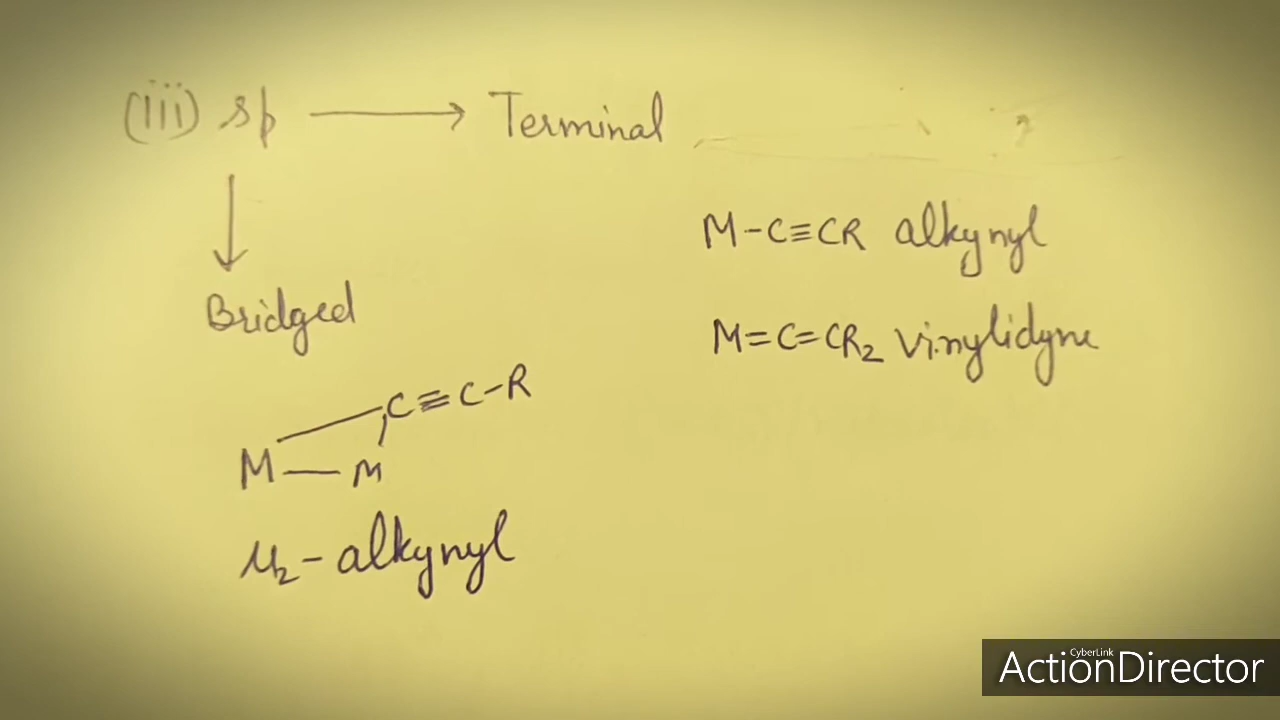 (iii) sp ⟶ Terminal
↓
Bridged
M-C≡CR alkynyl
M=C=CR₂ vinylidyne
C≡C-R
M—M
μ₂-alkynyl
CyberLink
ActionDirector